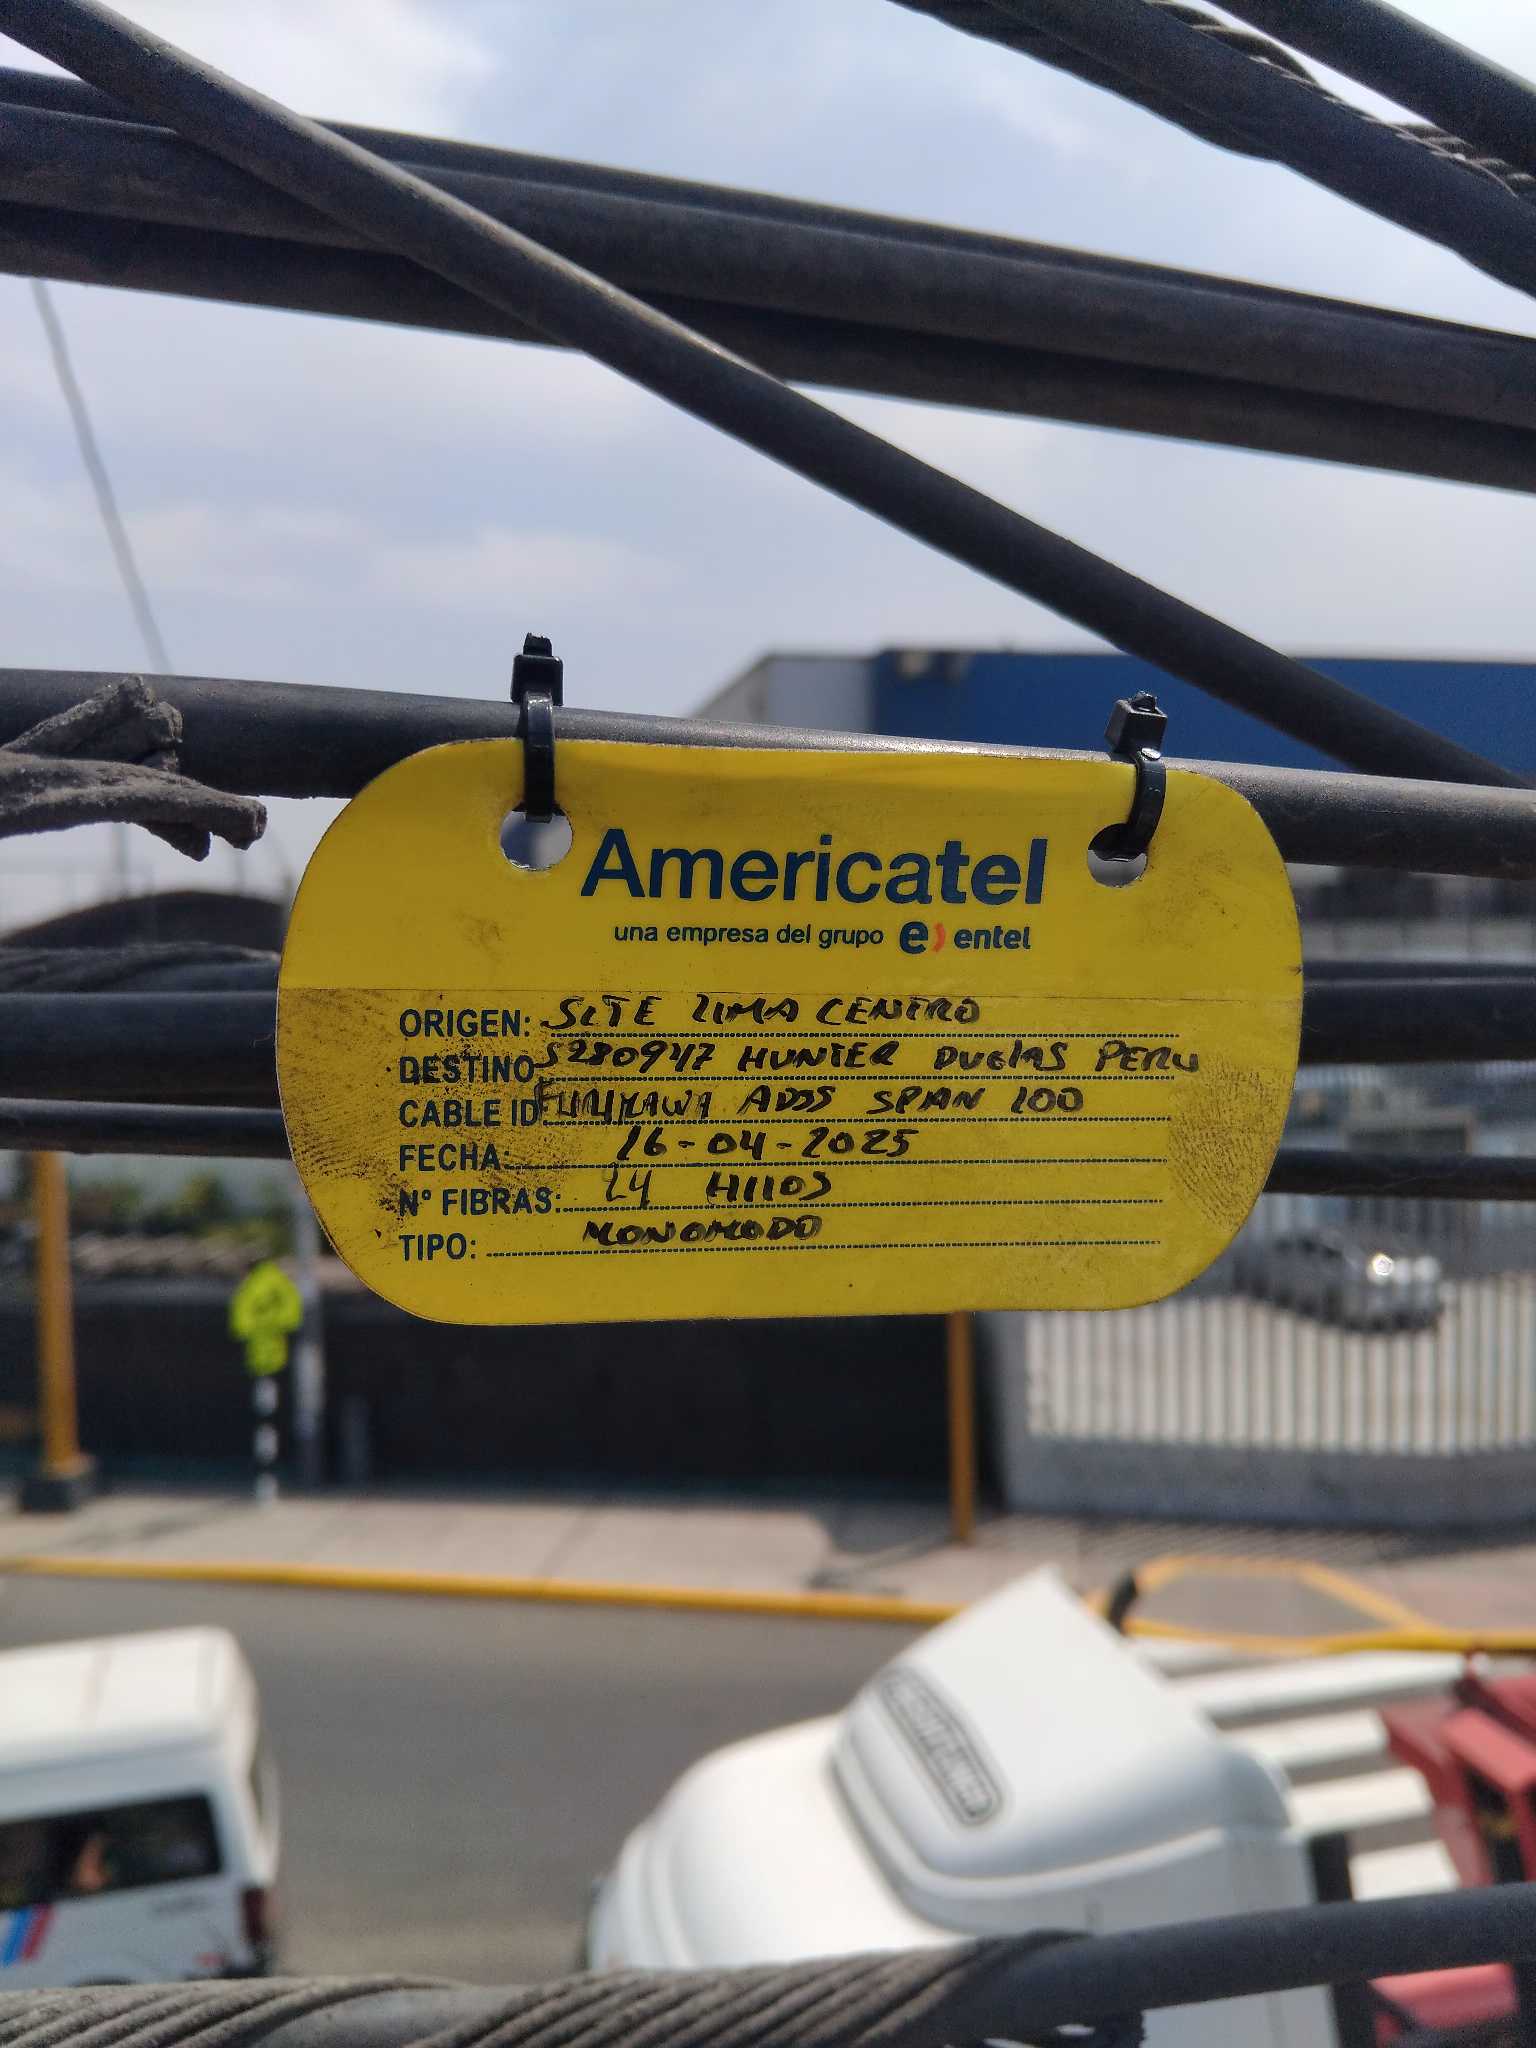 Americatel
una empresa del grupo e) entel
ORIGEN: SITE LIMA CENTRO
DESTINO: S280947 HUNTER DUGLAS PERU
CABLE ID: FURUKAWA ADSS SPAN 100
FECHA: 16-04-2025
N° FIBRAS: 24 HILOS
TIPO: MONOMODO